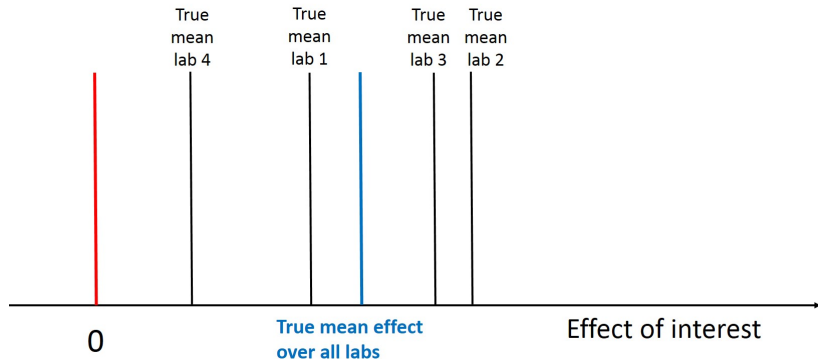 True
mean
lab 4
True
mean
lab 1
True
mean
lab 3
True
mean
lab 2
0
True mean effect
over all labs
Effect of interest